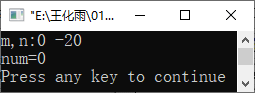 "E:\王化雨\01...
m,n:0 -20
num=0
Press any key to continue